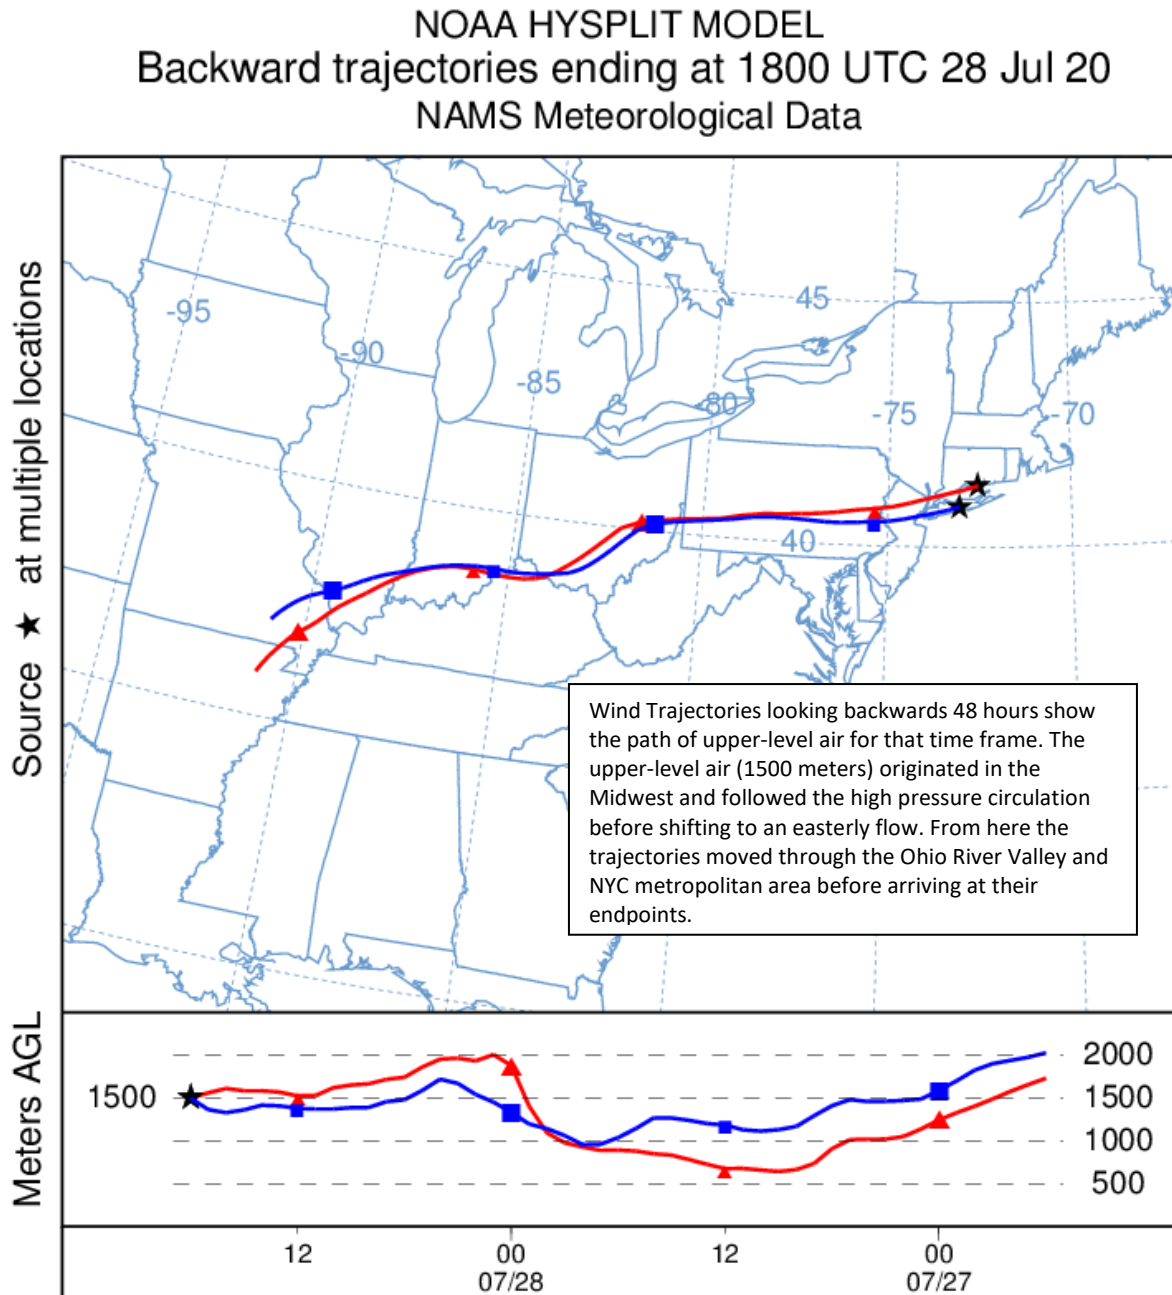 NOAA HYSPLIT MODEL
Backward trajectories ending at 1800 UTC 28 Jul 20
NAMS Meteorological Data
Source ★ at multiple locations
-95
-90
-85
-80
45
-75
-70
40
Wind Trajectories looking backwards 48 hours show
the path of upper-level air for that time frame. The
upper-level air (1500 meters) originated in the
Midwest and followed the high pressure circulation
before shifting to an easterly flow. From here the
trajectories moved through the Ohio River Valley and
NYC metropolitan area before arriving at their
endpoints.
Meters AGL
1500
2000
1500
1000
500
12 00 12 00
07/28 07/27